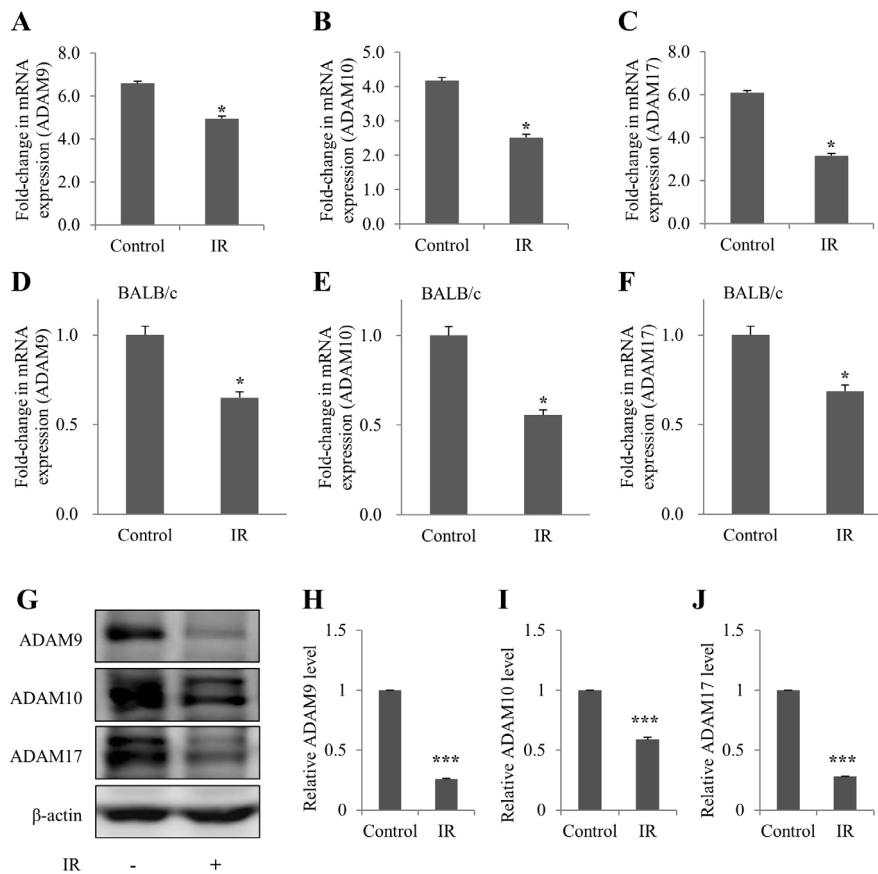 A
Fold-change in mRNA
expression (ADAM9)
8.0
6.0
4.0
2.0
0.0
*
Control IR
B
Fold-change in mRNA
expression (ADAM10)
5.0
4.0
3.0
2.0
1.0
0.0
*
Control IR
C
Fold-change in mRNA
expression (ADAM17)
8.0
6.0
4.0
2.0
0.0
*
Control IR
D
BALB/c
Fold-change in mRNA
expression (ADAM9)
1.0
0.5
0.0
*
Control IR
E
BALB/c
Fold-change in mRNA
expression (ADAM10)
1.0
0.5
0.0
*
Control IR
F
BALB/c
Fold-change in mRNA
expression (ADAM17)
1.0
0.5
0.0
*
Control IR
G
ADAM9
ADAM10
ADAM17
β-actin
IR - +
H
Relative ADAM9 level
1.5
1
0.5
0
***
Control IR
I
Relative ADAM10 level
1.5
1
0.5
0
***
Control IR
J
Relative ADAM17 level
1.5
1
0.5
0
***
Control IR